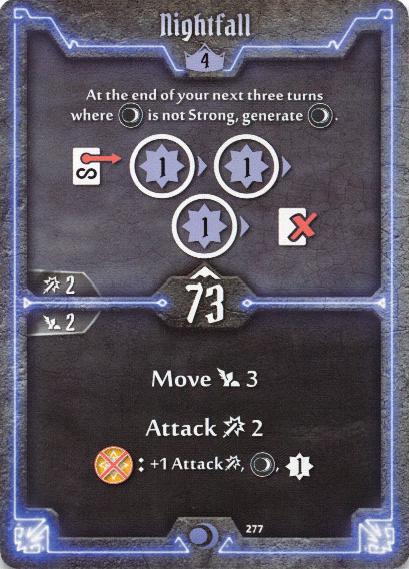 Nightfall
4
At the end of your next three turns
where is not Strong, generate .
1 1
1
2
73
2
Move 3
Attack 2
: +1 Attack , , 1
277